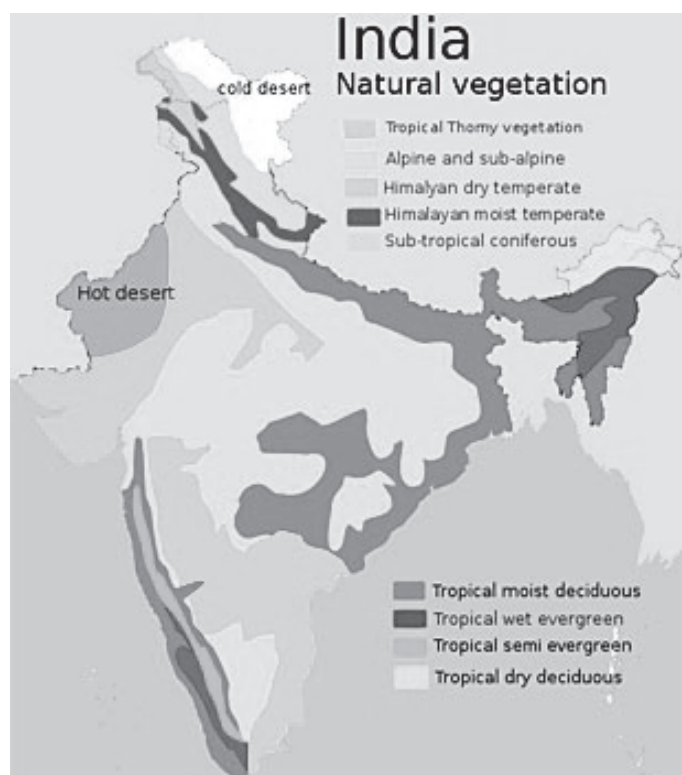 India
Natural vegetation
cold desert
Tropical Thorny vegetation
Alpine and sub-alpine
Himalyan dry temperate
Himalayan moist temperate
Sub-tropical coniferous
Hot desert
Tropical moist deciduous
Tropical wet evergreen
Tropical semi evergreen
Tropical dry deciduous